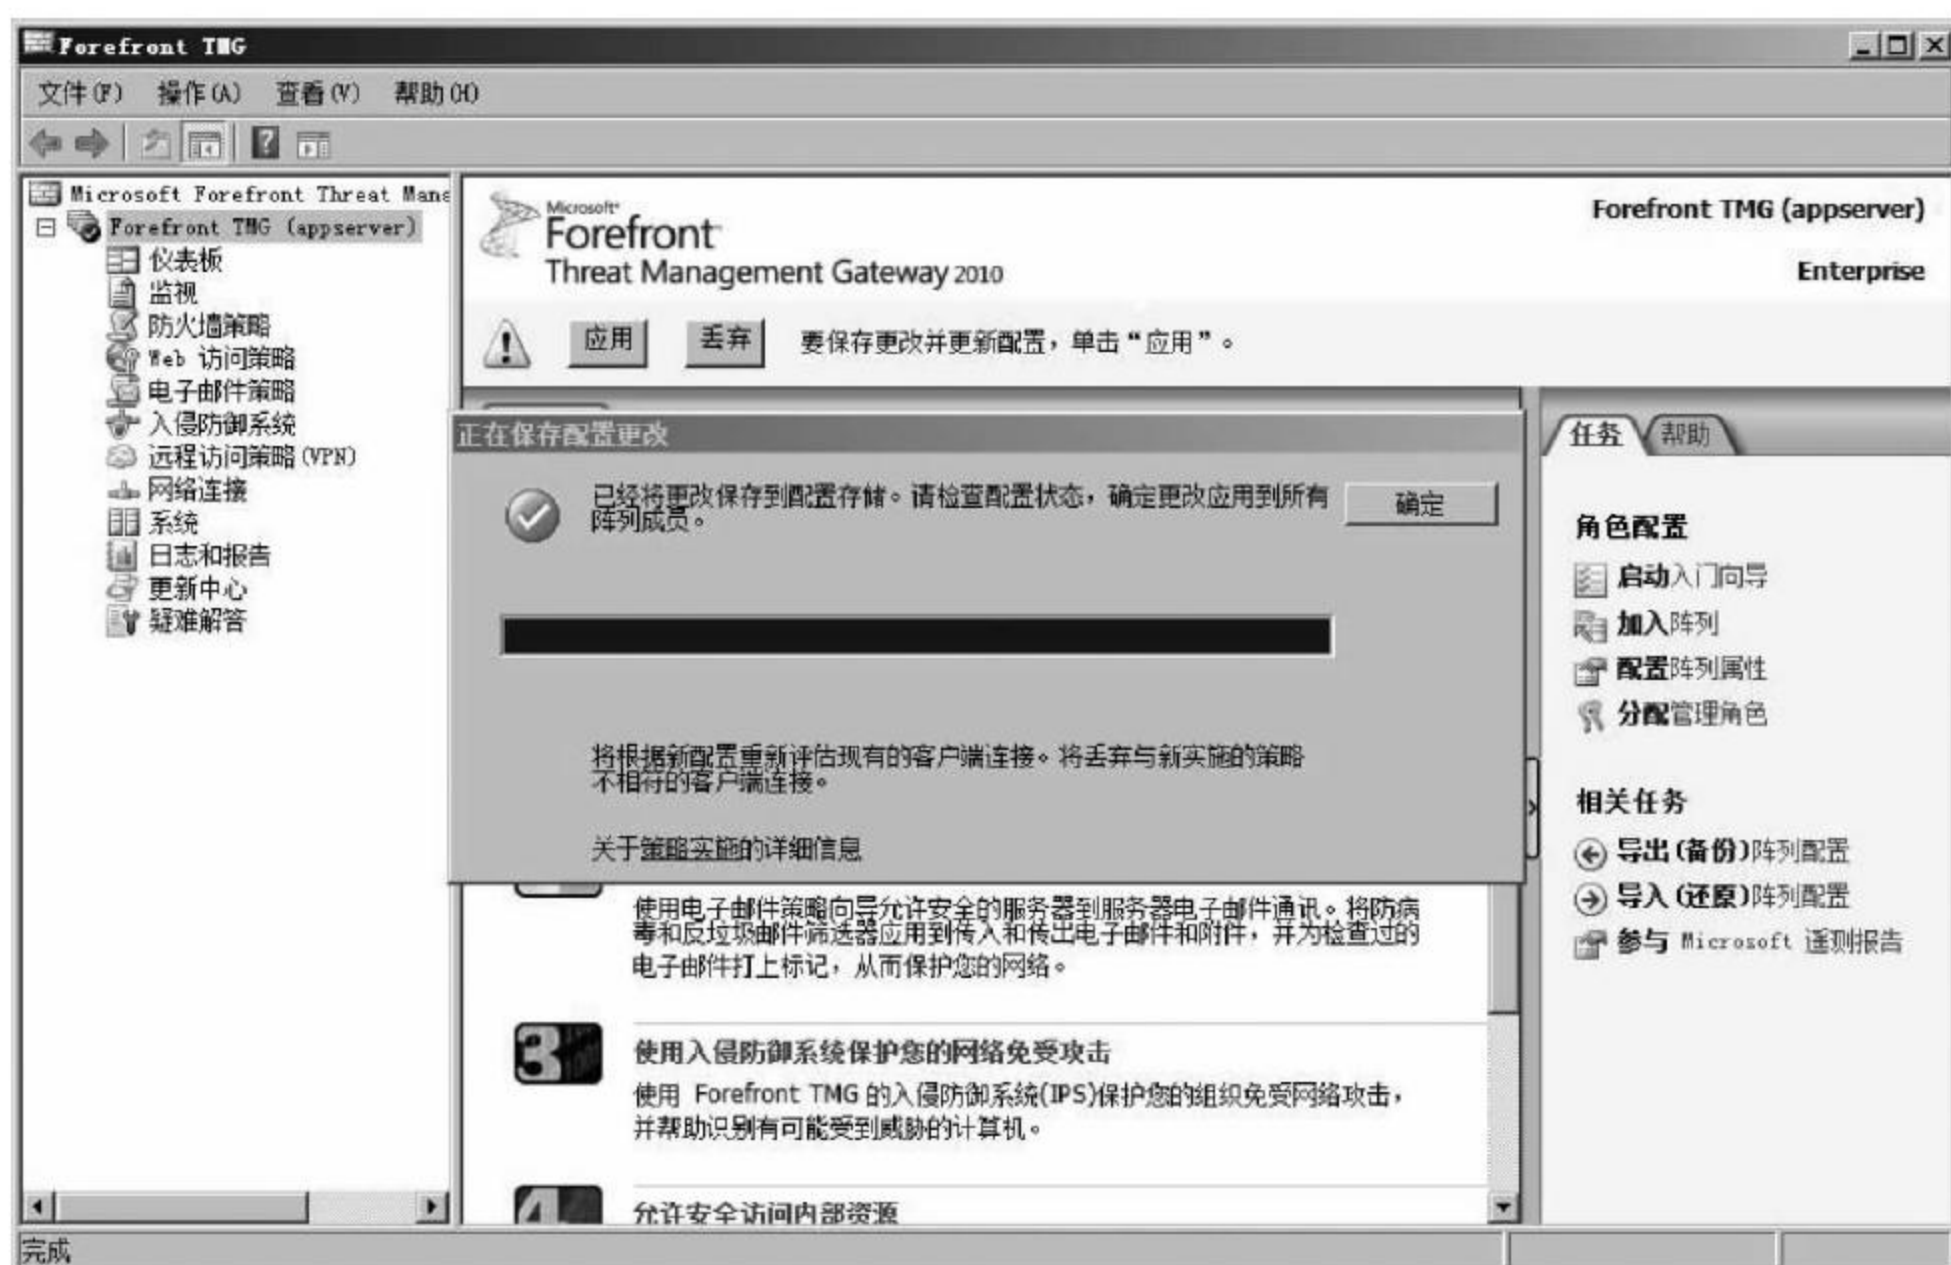 Forefront TMG
文件(F) 操作(A) 查看(V) 帮助(H)
Microsoft Forefront Threat Mana
Forefront TMG (appserver)
仪表板
监视
防火墙策略
Web 访问策略
电子邮件策略
入侵防御系统
远程访问策略(VPN)
网络连接
系统
日志和报告
更新中心
疑难解答
Microsoft
Forefront
Threat Management Gateway 2010
Forefront TMG (appserver)
Enterprise
应用 丢弃 要保存更改并更新配置，单击“应用”。
正在保存配置更改
已经将更改保存到配置存储。请检查配置状态，确定更改应用到所有
阵列成员。
确定
将根据新配置重新评估现有的客户端连接。将丢弃与新实施的策略
不相符的客户端连接。
关于策略实施的详细信息
使用电子邮件策略向导允许安全的服务器到服务器电子邮件通讯。将防病
毒和反垃圾邮件筛选器应用到传入和传出电子邮件和附件，并为检查过的
电子邮件打上标记，从而保护您的网络。
3
使用入侵防御系统保护您的网络免受攻击
使用 Forefront TMG 的入侵防御系统(IPS)保护您的组织免受网络攻击，
并帮助识别有可能受到威胁的计算机。
4
允许安全访问内部资源
任务 帮助
角色配置
启动入门向导
加入阵列
配置阵列属性
分配管理角色
相关任务
导出(备份)阵列配置
导入(还原)阵列配置
参与 Microsoft 遥测报告
完成